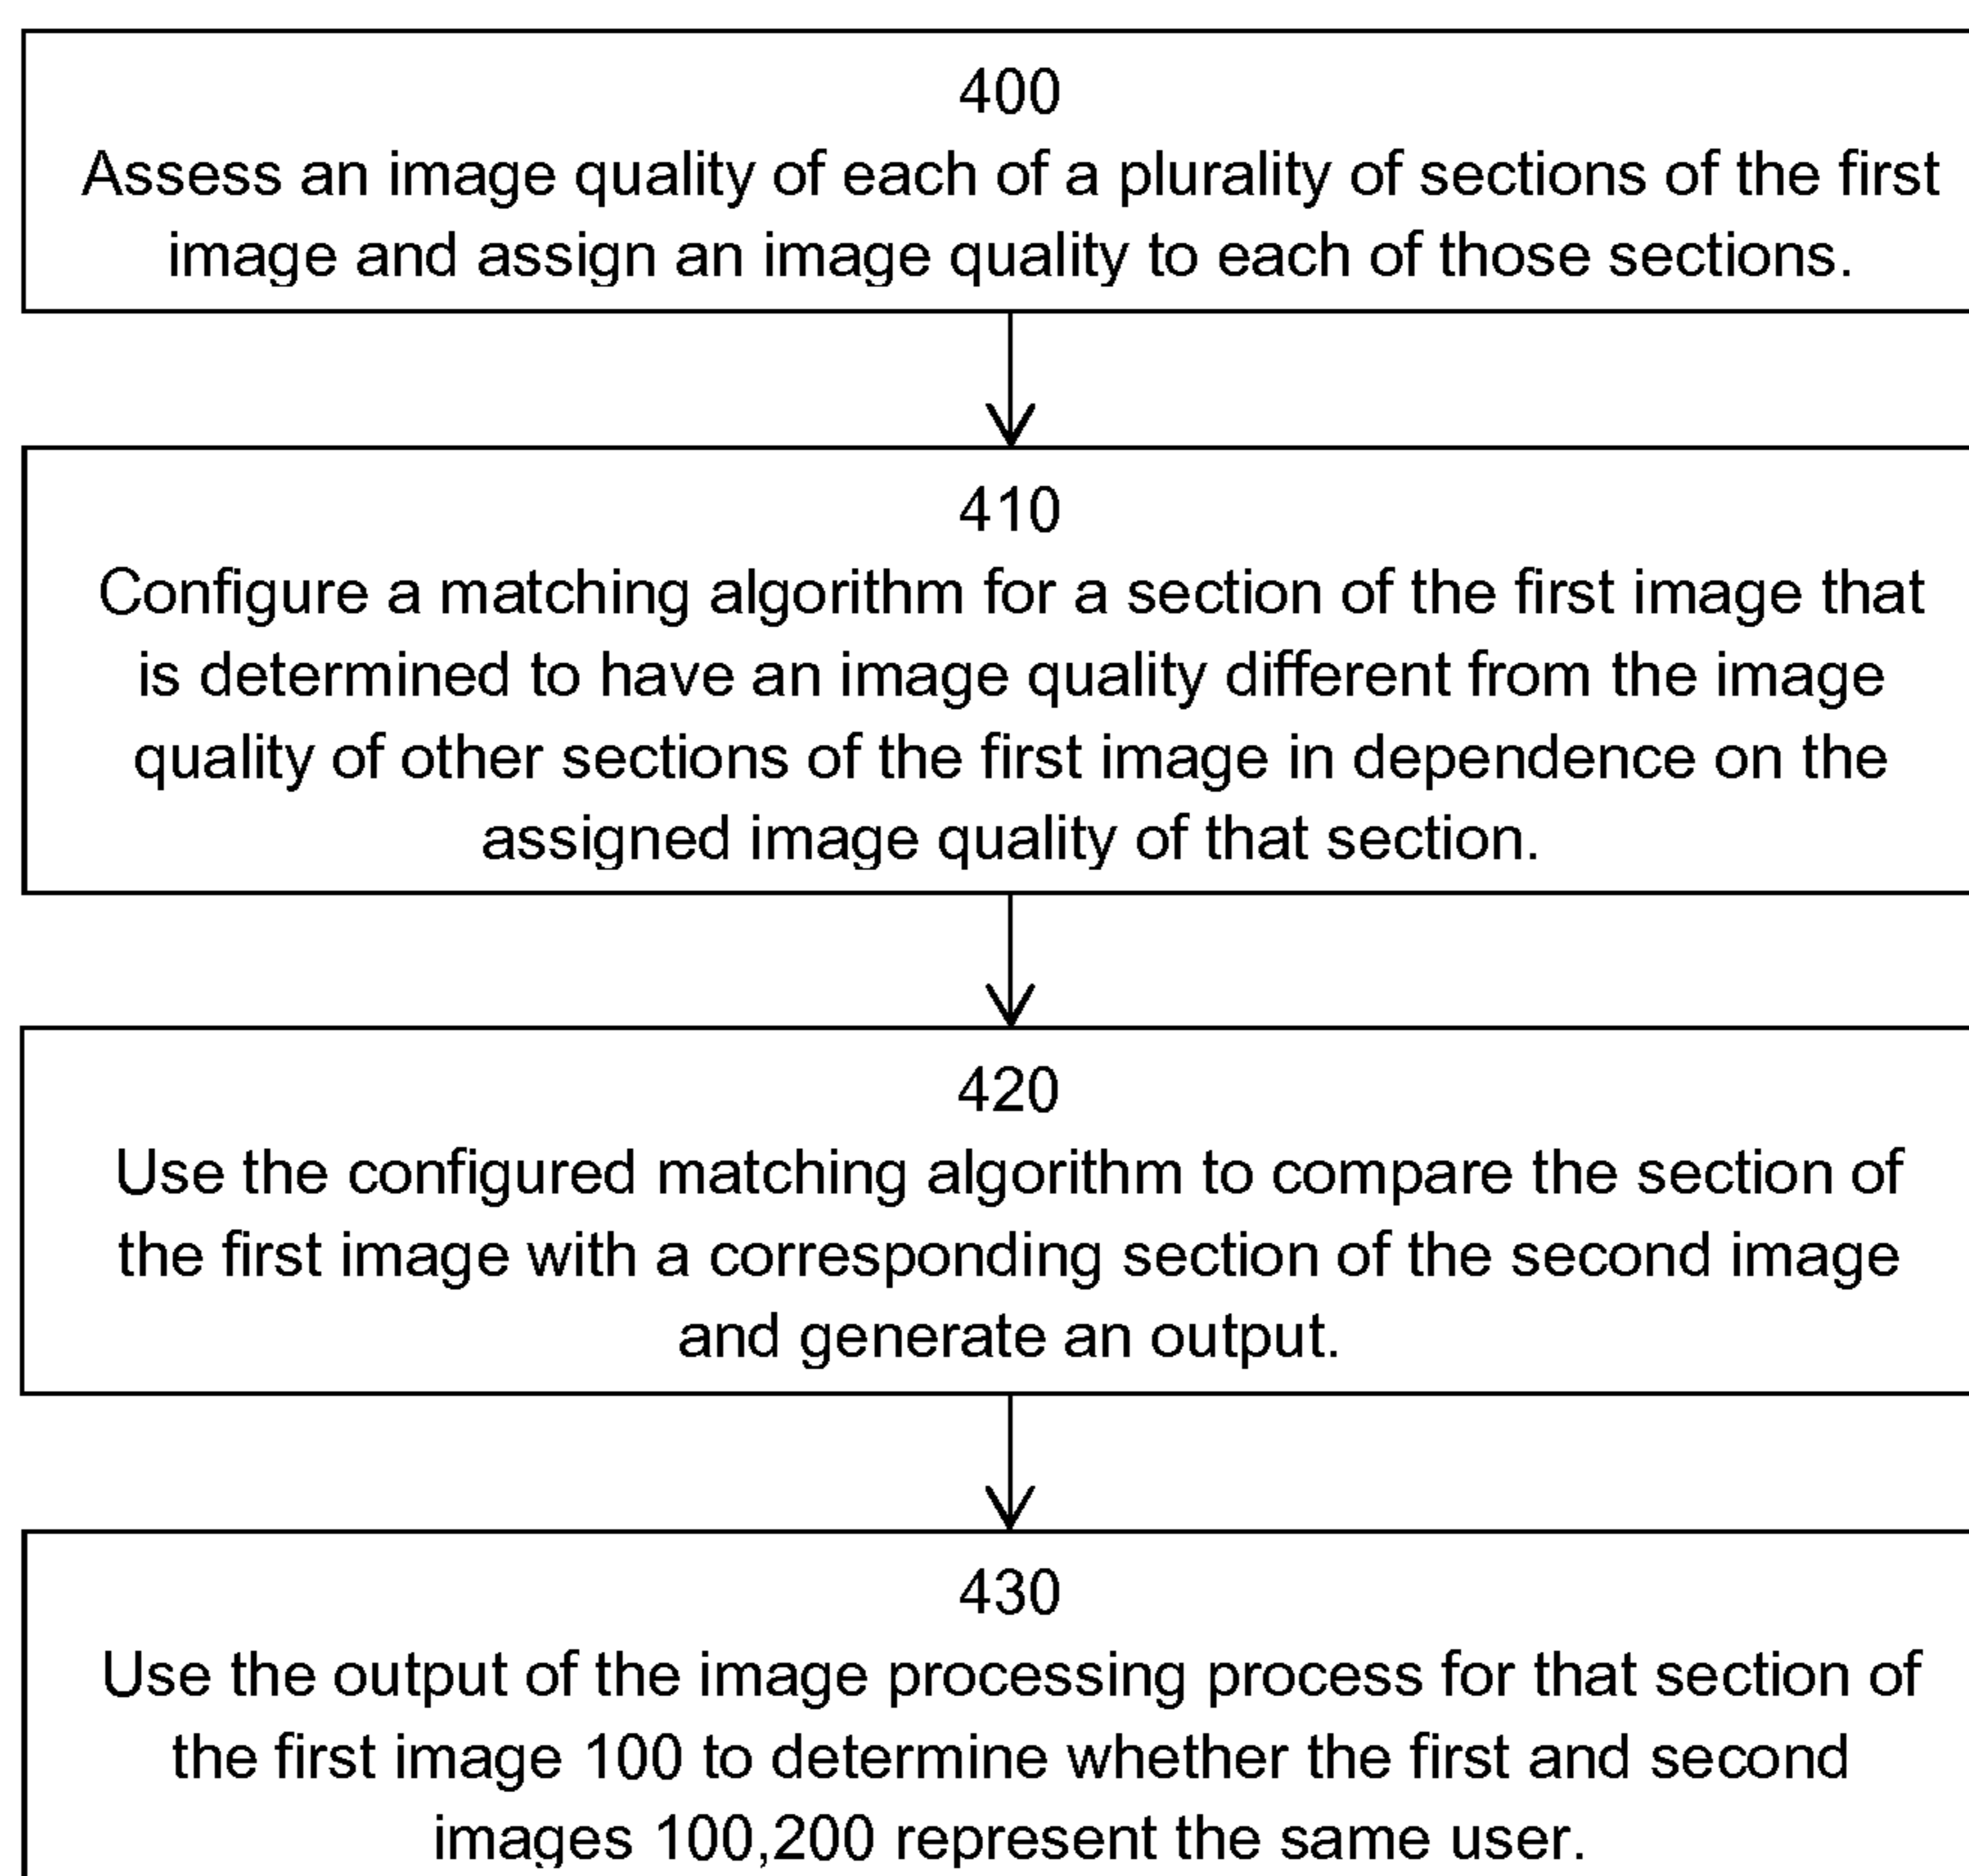 400
Assess an image quality of each of a plurality of sections of the first
image and assign an image quality to each of those sections.
410
Configure a matching algorithm for a section of the first image that
is determined to have an image quality different from the image
quality of other sections of the first image in dependence on the
assigned image quality of that section.
420
Use the configured matching algorithm to compare the section of
the first image with a corresponding section of the second image
and generate an output.
430
Use the output of the image processing process for that section of
the first image 100 to determine whether the first and second
images 100,200 represent the same user.